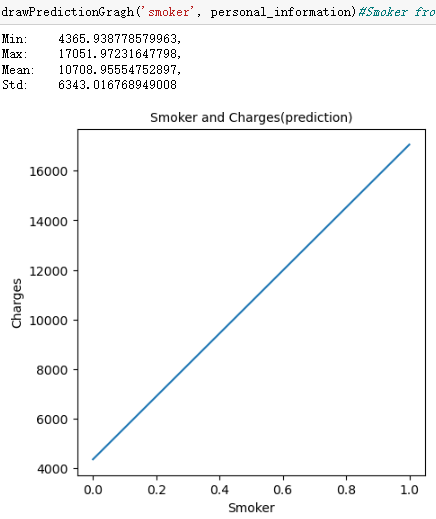 drawPredictionGragh('smoker', personal_information)#Smoker fro
Min: 4365.938778579963,
Max: 17051.97231647798,
Mean: 10708.95554752897,
Std: 6343.016768949008
Smoker and Charges(prediction)
16000
14000
12000
10000
8000
6000
4000
Charges
0.0 0.2 0.4 0.6 0.8 1.0
Smoker